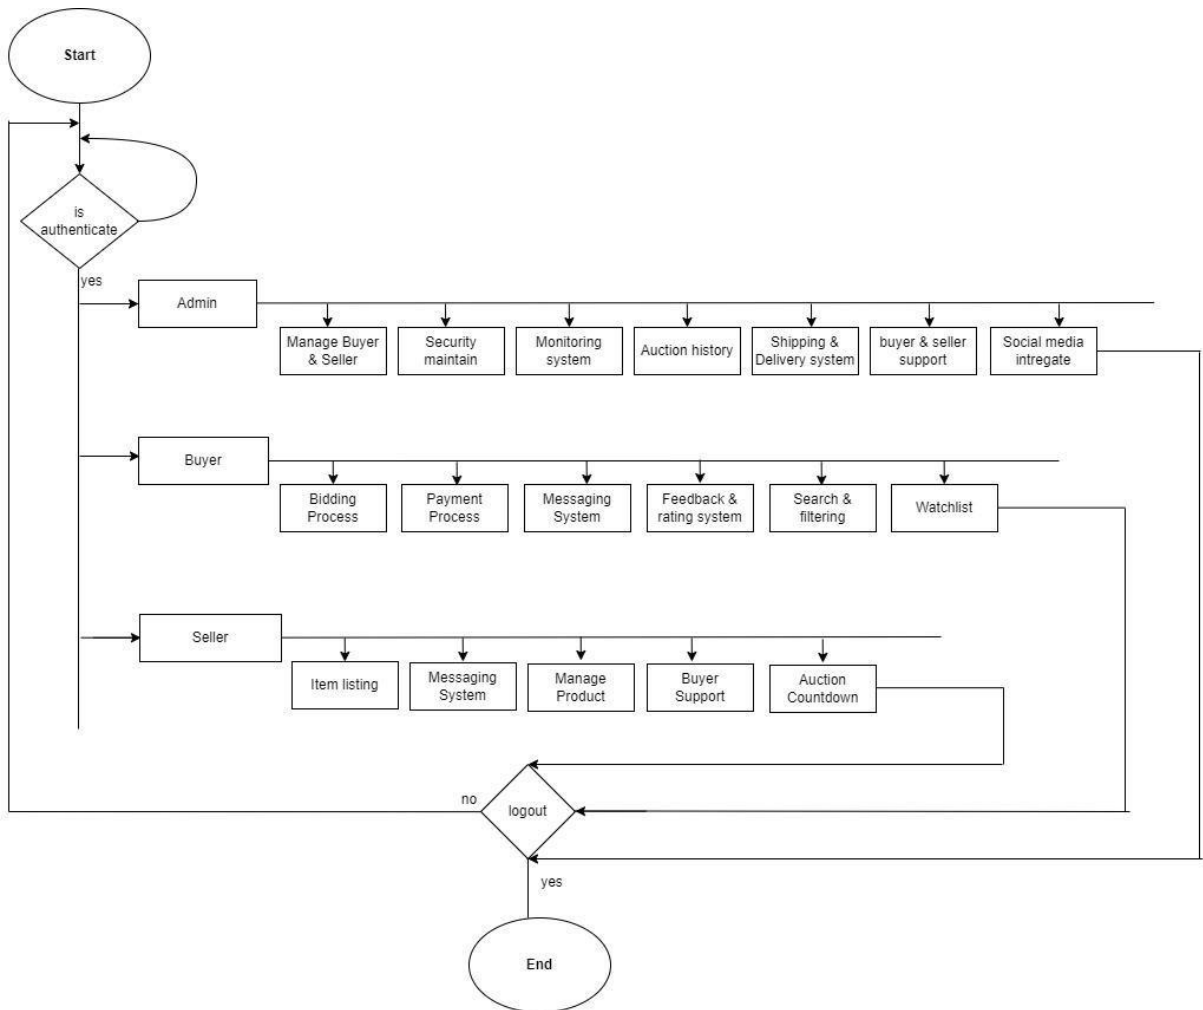 Start
is
authenticate
yes
Admin
Manage Buyer
& Seller
Security
maintain
Monitoring
system
Auction history
Shipping &
Delivery system
buyer & seller
support
Social media
intregate
Buyer
Bidding
Process
Payment
Process
Messaging
System
Feedback &
rating system
Search &
filtering
Watchlist
Seller
Item listing
Messaging
System
Manage
Product
Buyer
Support
Auction
Countdown
no
logout
yes
End